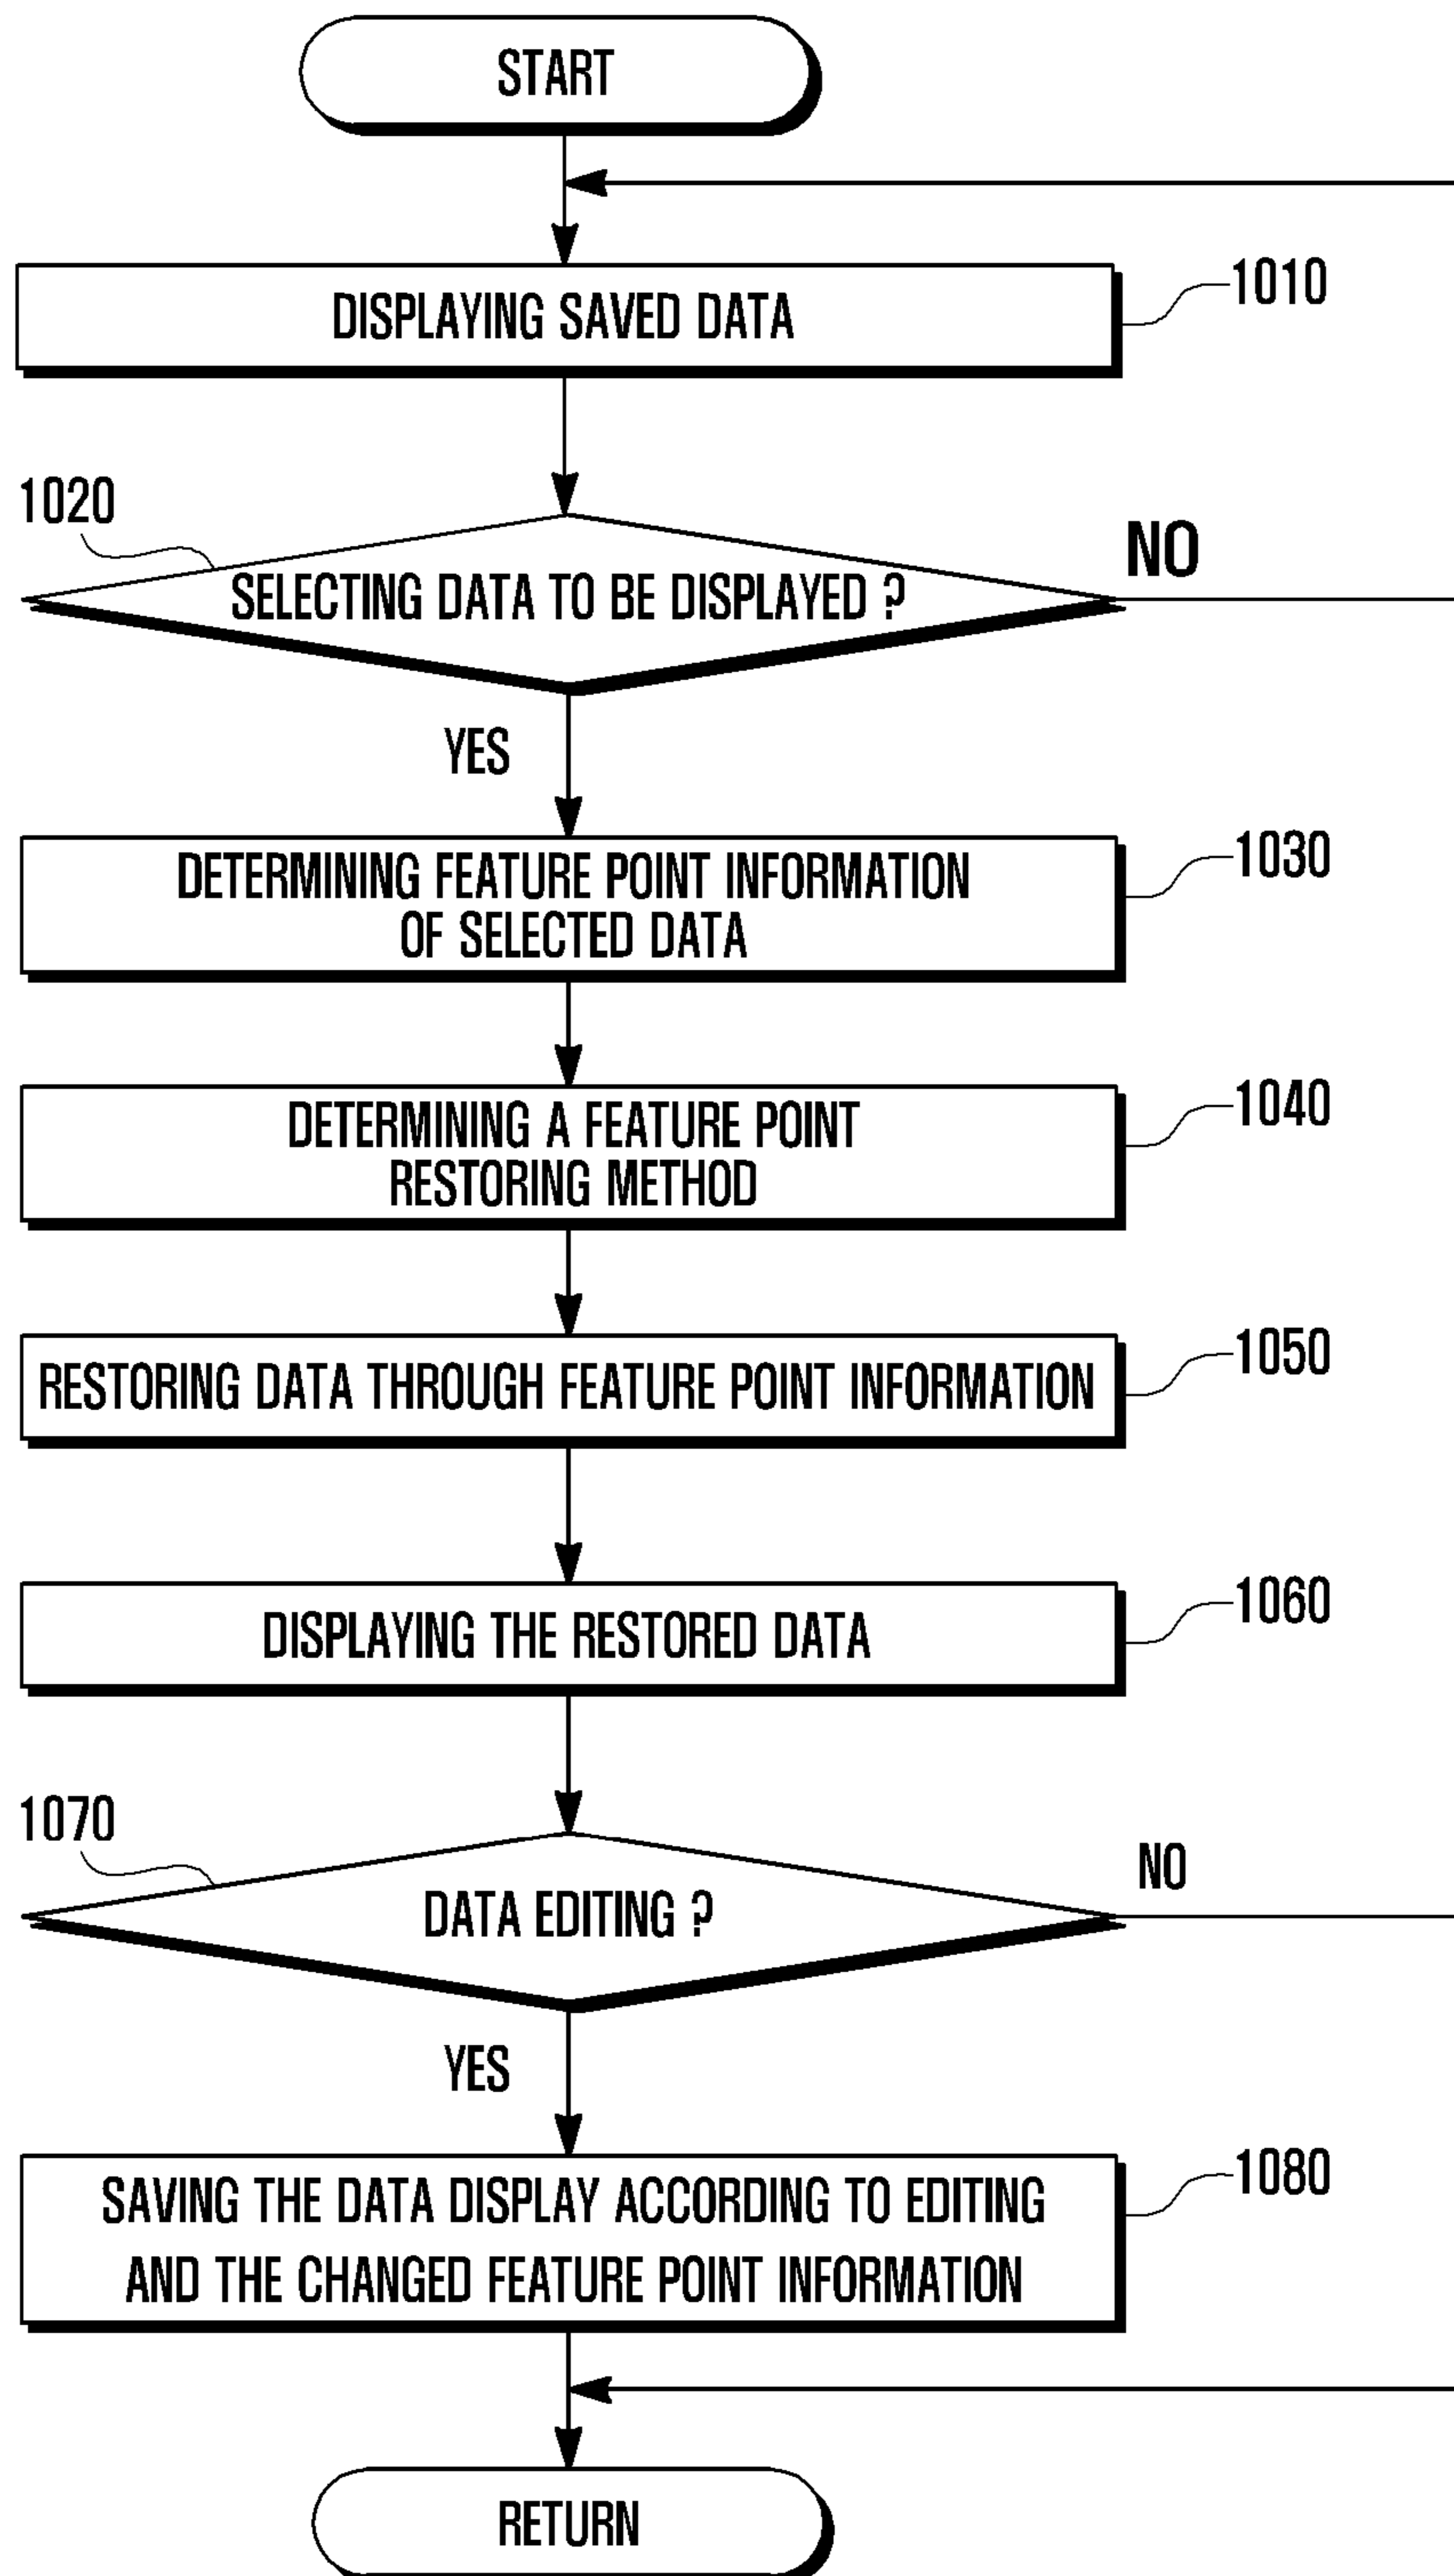 START
DISPLAYING SAVED DATA
1010
1020
SELECTING DATA TO BE DISPLAYED ?
NO
YES
DETERMINING FEATURE POINT INFORMATION
OF SELECTED DATA
1030
DETERMINING A FEATURE POINT
RESTORING METHOD
1040
RESTORING DATA THROUGH FEATURE POINT INFORMATION
1050
DISPLAYING THE RESTORED DATA
1060
1070
DATA EDITING ?
NO
YES
SAVING THE DATA DISPLAY ACCORDING TO EDITING
AND THE CHANGED FEATURE POINT INFORMATION
1080
RETURN